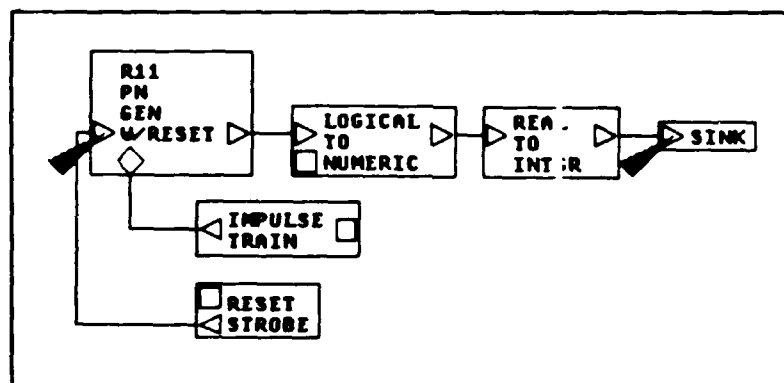 R11
PN
GEN
W/RESET
LOGICAL
TO
NUMERIC
TO
SINK
IMPULSE
TRAIN
RESET
STROBE